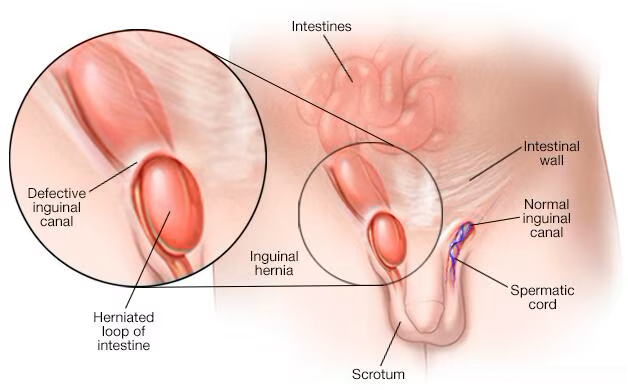 Intestines
Intestinal
wall
Defective
inguinal
canal
Normal
inguinal
canal
Inguinal
hernia
Spermatic
cord
Herniated
loop of
intestine
Scrotum